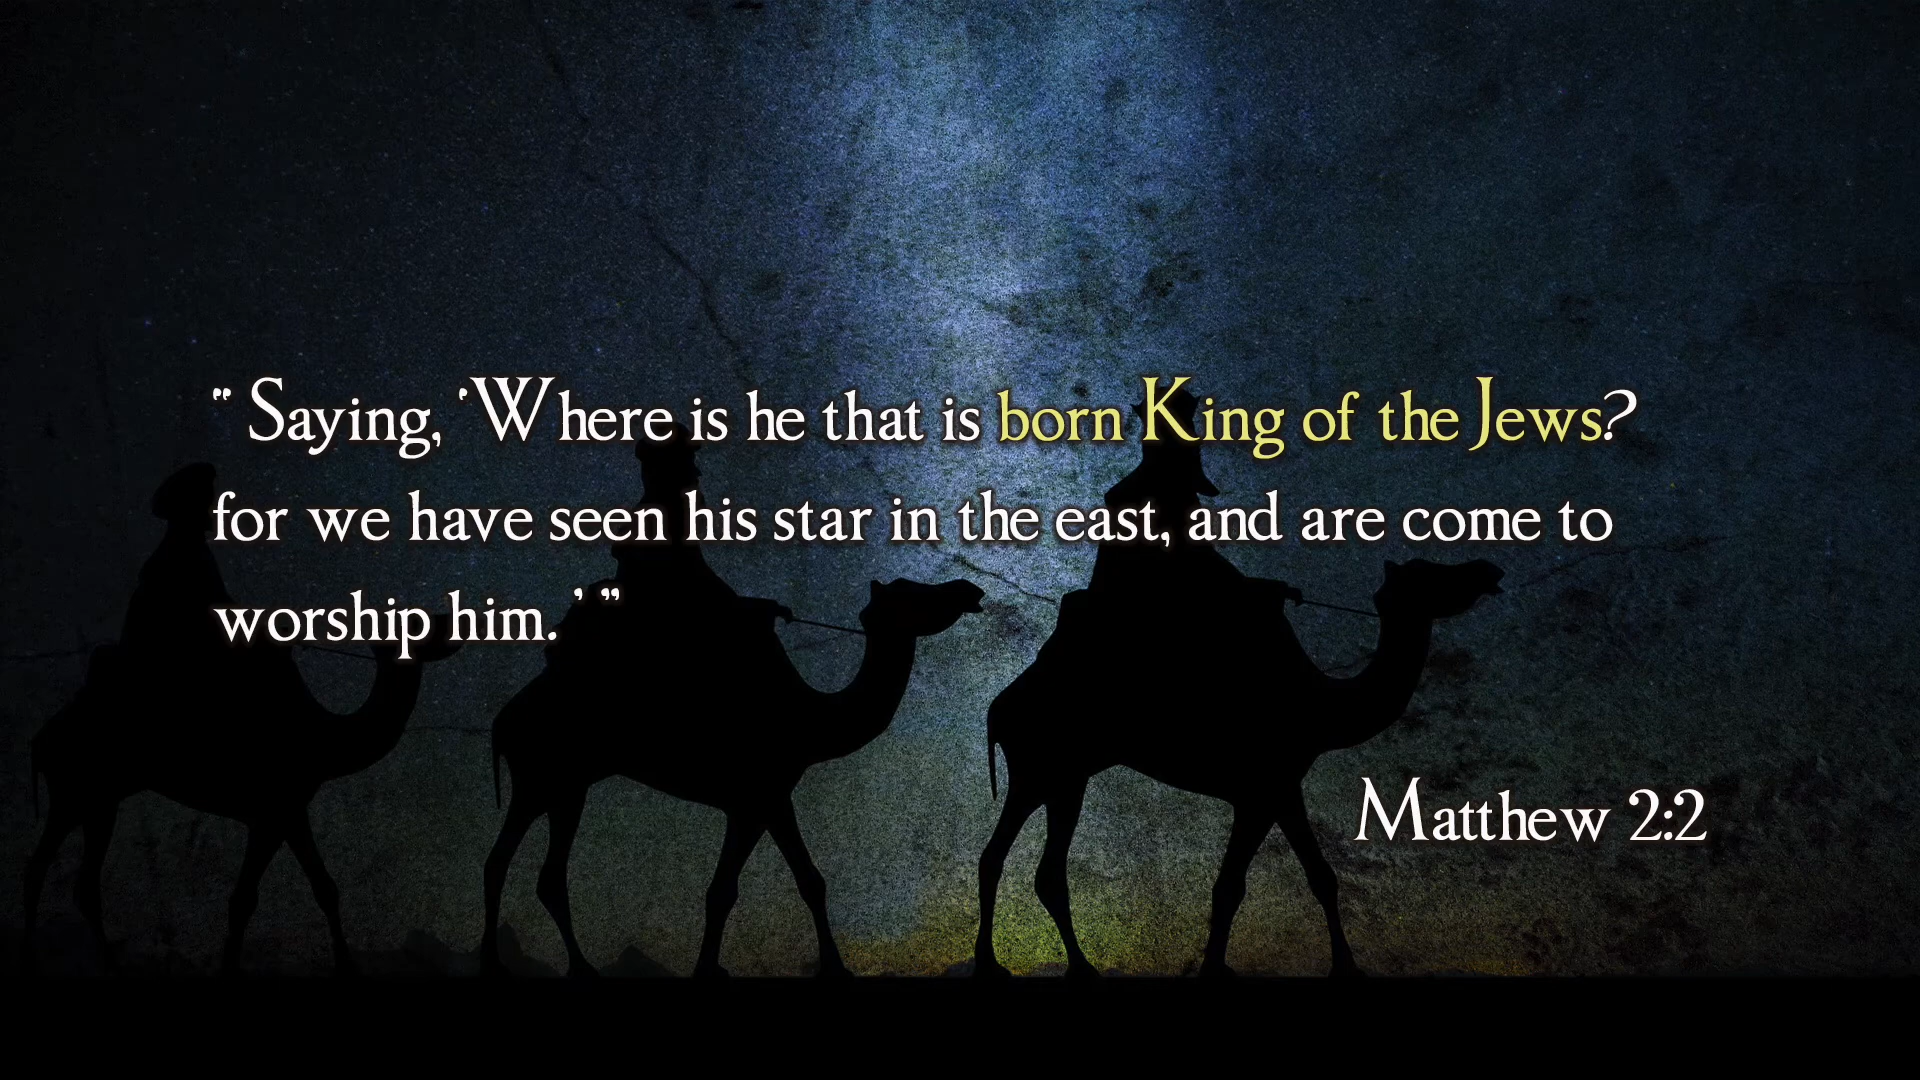 “ Saying, ‘Where is he that is born King of the Jews?
for we have seen his star in the east, and are come to
worship him.’ ”
Matthew 2:2